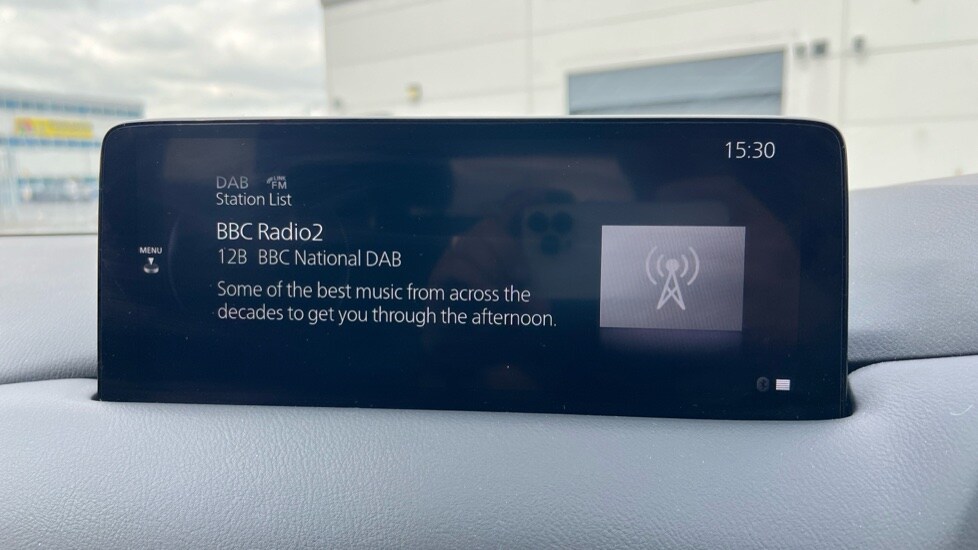 15:30
DAB LINK FM
Station List
BBC Radio2
MENU
12B BBC National DAB
Some of the best music from across the
decades to get you through the afternoon.